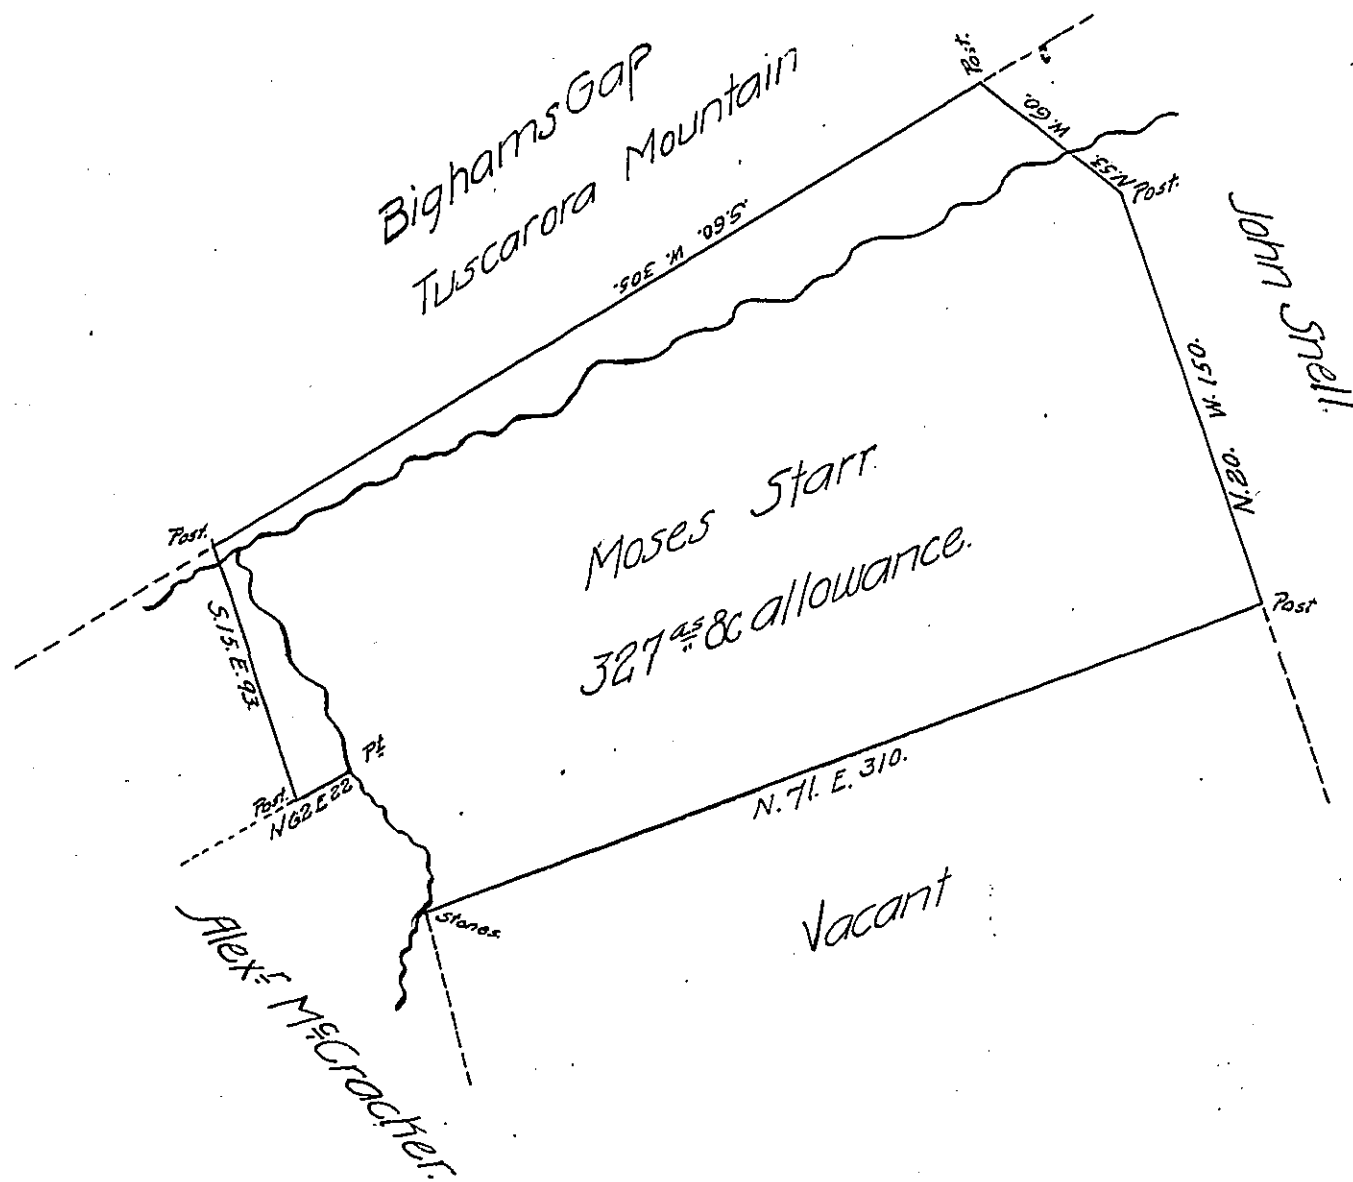 Bighams Gap
Tuscarora Mountain
Post.
N.53. W.60.
Post.
S.60. W. 305.
John Snell.
N.20. W.150.
Moses Starr.
327 as & allowance.
Post.
S.15.E.93.
Post.
N62E22
Pt
Post
N.71.E.310.
Stones.
Vacant
Alexr McCracker.